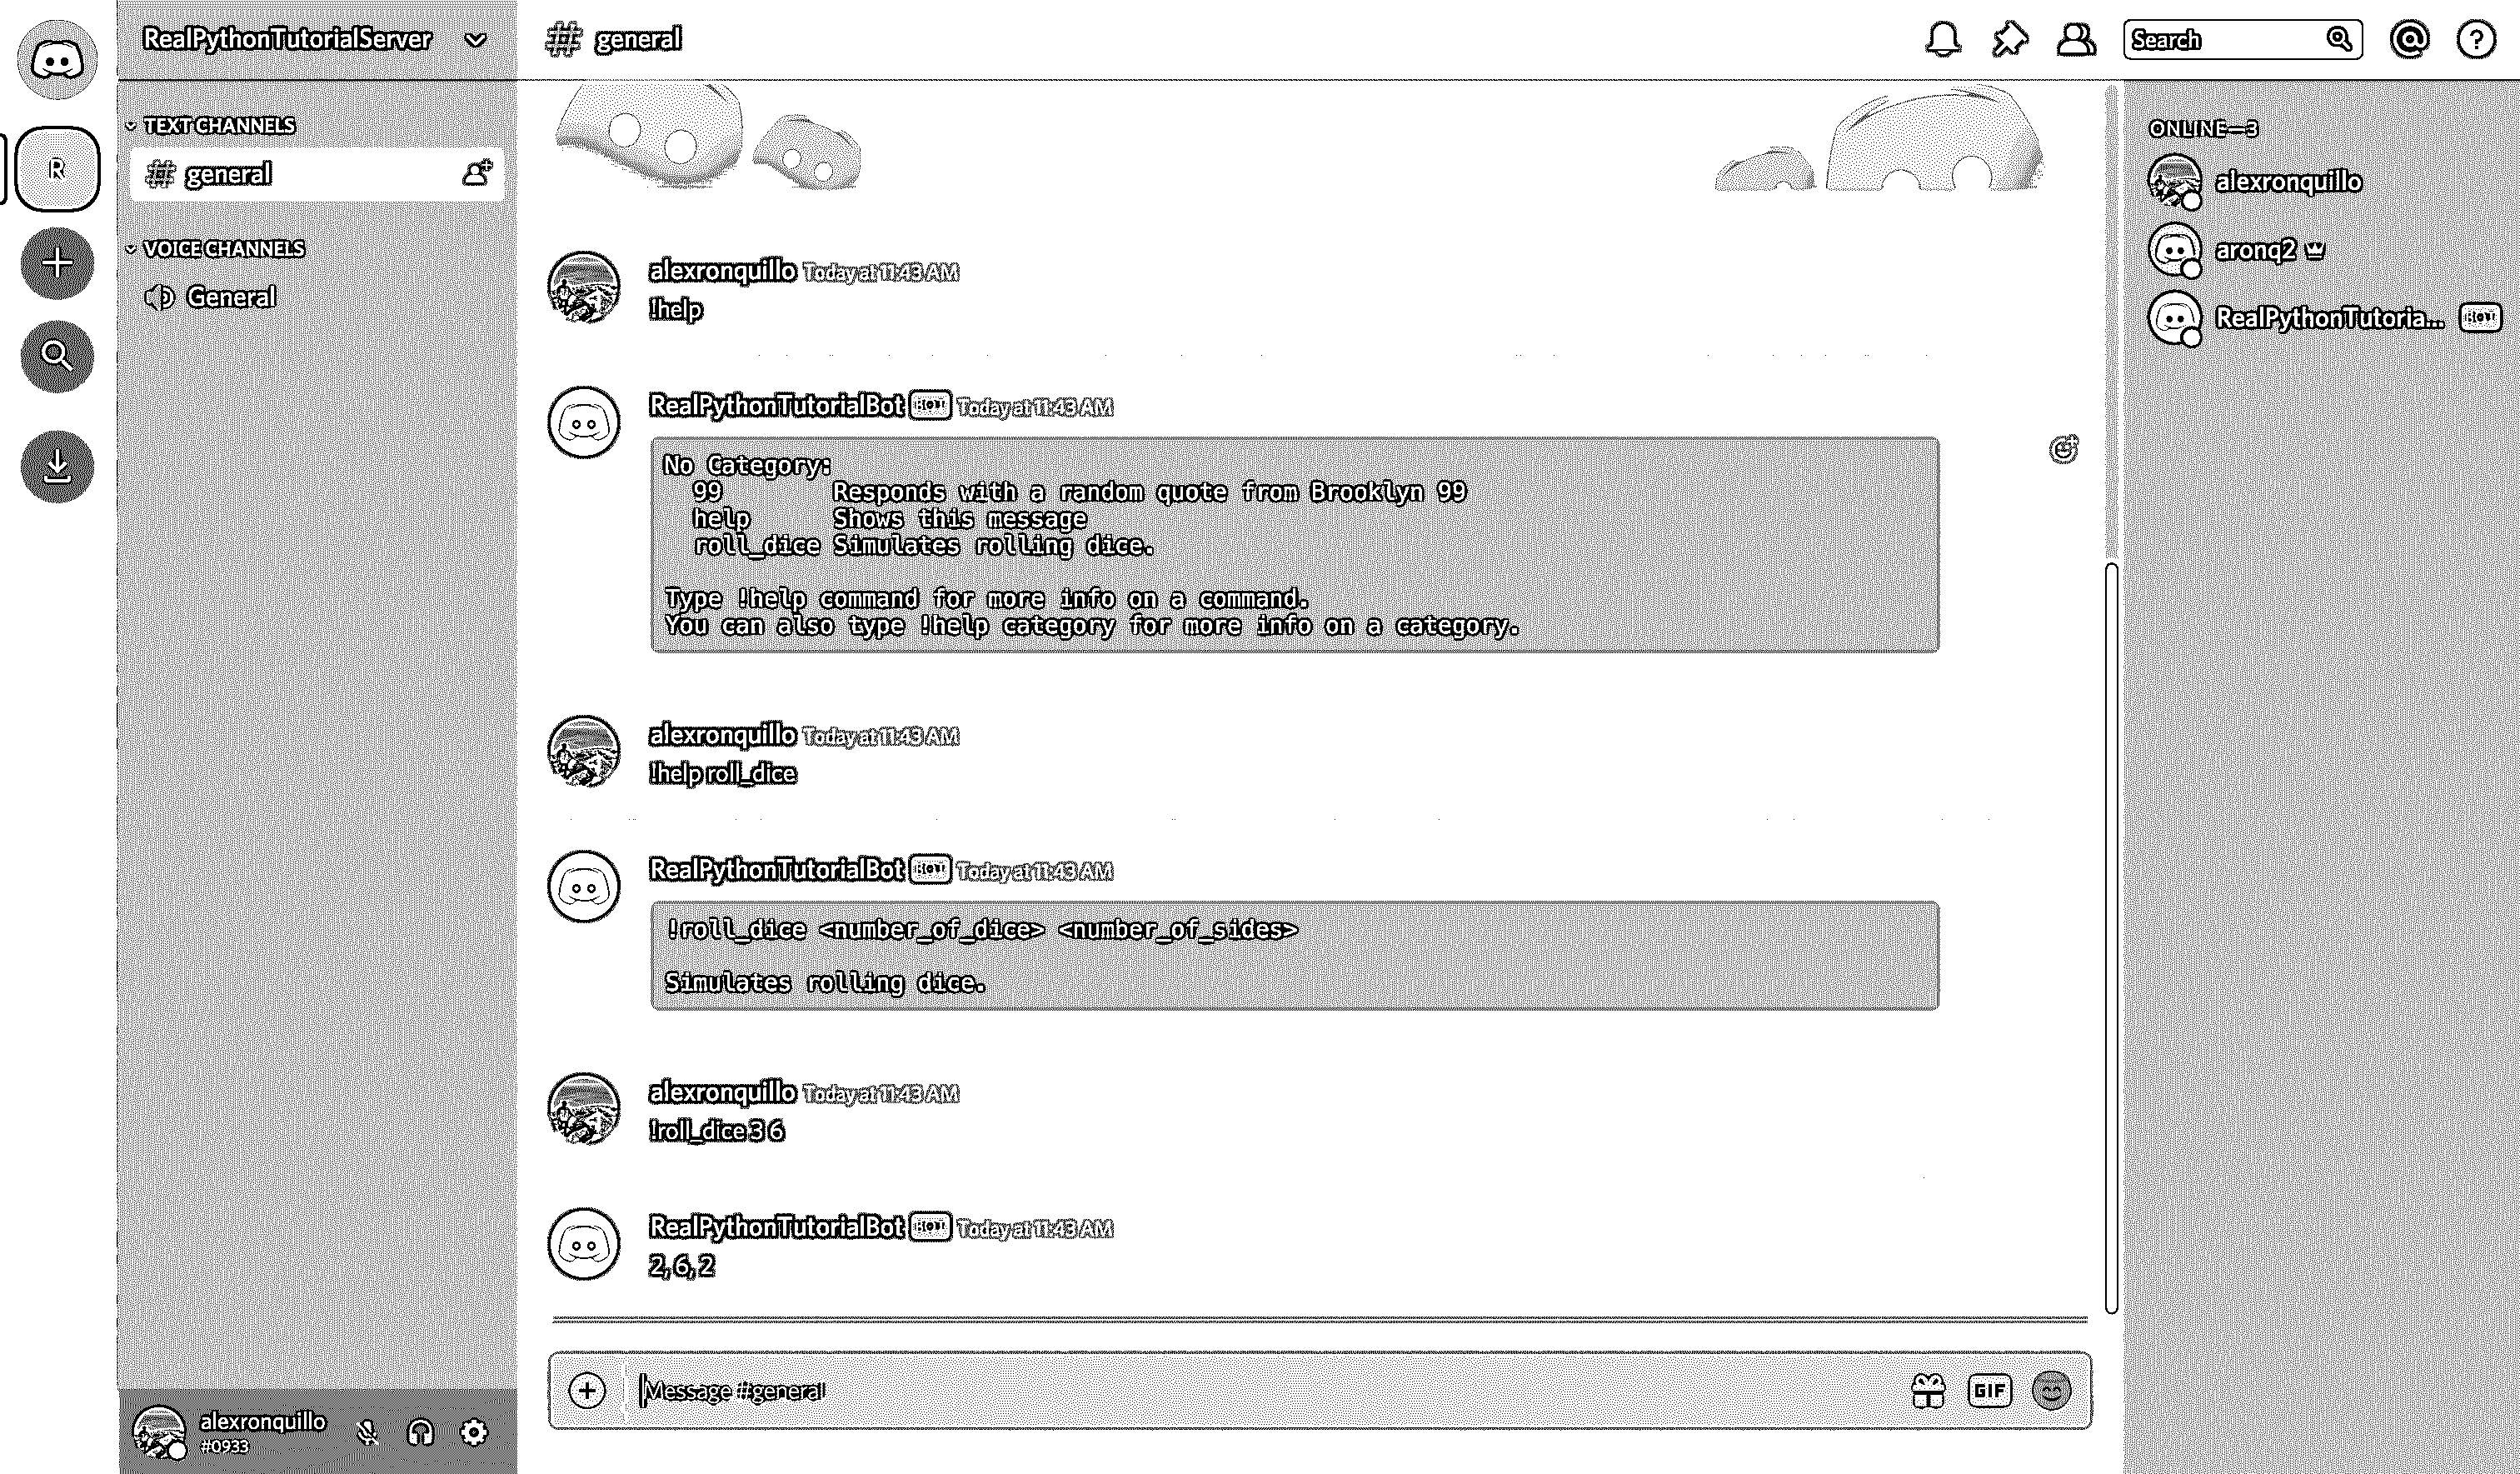 RealPythonTutorialServer
# general
Search
R
TEXT CHANNELS
# general
VOICE CHANNELS
General
alexronquillo Today at 11:43 AM
!help
RealPythonTutorialBot BOT Today at 11:43 AM
No Category:
  99        Responds with a random quote from Brooklyn 99
  help      Shows this message
  roll_dice Simulates rolling dice.
Type !help command for more info on a command.
You can also type !help category for more info on a category.
alexronquillo Today at 11:43 AM
!help roll_dice
RealPythonTutorialBot BOT Today at 11:43 AM
!roll_dice <number_of_dice> <number_of_sides>
Simulates rolling dice.
alexronquillo Today at 11:43 AM
!roll_dice 3 6
RealPythonTutorialBot BOT Today at 11:43 AM
2, 6, 2
Message #general
GIF
ONLINE—3
alexronquillo
aronq2
RealPythonTutoria... BOT
alexronquillo
#0933